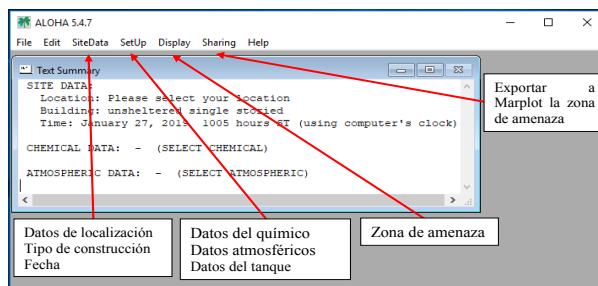 ALOHA 5.4.7
File Edit SiteData SetUp Display Sharing Help
Text Summary
SITE DATA:
Location: Please select your location
Building: unsheltered single storied
Time: January 27, 2019 1005 hours ST (using computer's clock)
CHEMICAL DATA: - (SELECT CHEMICAL)
ATMOSPHERIC DATA: - (SELECT ATMOSPHERIC)
Exportar a
Marplot la zona
de amenaza
Datos de localización
Tipo de construcción
Fecha
Datos del químico
Datos atmosféricos
Datos del tanque
Zona de amenaza